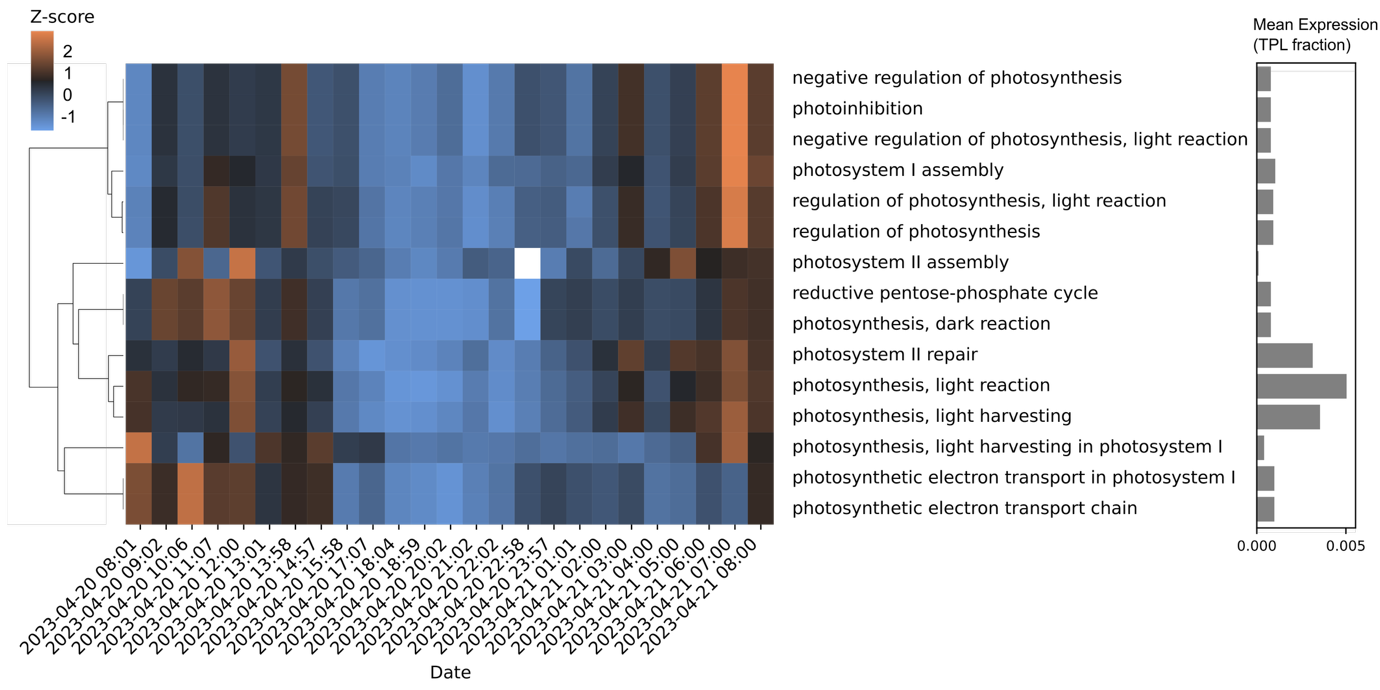 Z-score
2
1
0
-1
Mean Expression
(TPL fraction)
negative regulation of photosynthesis
photoinhibition
negative regulation of photosynthesis, light reaction
photosystem I assembly
regulation of photosynthesis, light reaction
regulation of photosynthesis
photosystem II assembly
reductive pentose-phosphate cycle
photosynthesis, dark reaction
photosystem II repair
photosynthesis, light reaction
photosynthesis, light harvesting
photosynthesis, light harvesting in photosystem I
photosynthetic electron transport in photosystem I
photosynthetic electron transport chain
0.000 0.005
2023-04-20 08:01
2023-04-20 09:02
2023-04-20 10:06
2023-04-20 11:07
2023-04-20 12:00
2023-04-20 13:01
2023-04-20 13:58
2023-04-20 14:57
2023-04-20 15:58
2023-04-20 17:07
2023-04-20 18:04
2023-04-20 18:59
2023-04-20 20:02
2023-04-20 21:02
2023-04-20 22:02
2023-04-20 22:58
2023-04-20 23:57
2023-04-21 01:01
2023-04-21 02:00
2023-04-21 03:00
2023-04-21 04:00
2023-04-21 05:00
2023-04-21 06:00
2023-04-21 07:00
2023-04-21 08:00
Date